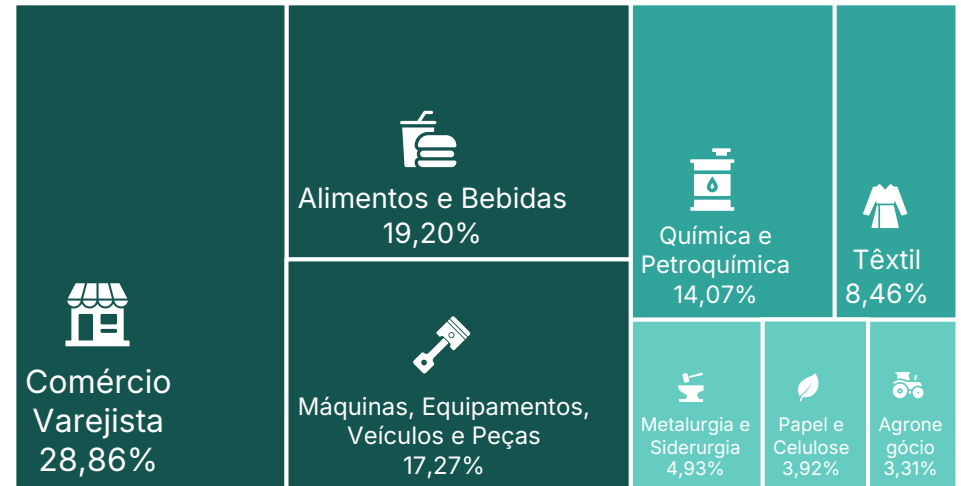 Comércio
Varejista
28,86%
Alimentos e Bebidas
19,20%
Máquinas, Equipamentos,
Veículos e Peças
17,27%
Química e
Petroquímica
14,07%
Têxtil
8,46%
Metalurgia e
Siderurgia
4,93%
Papel e
Celulose
3,92%
Agrone
gócio
3,31%